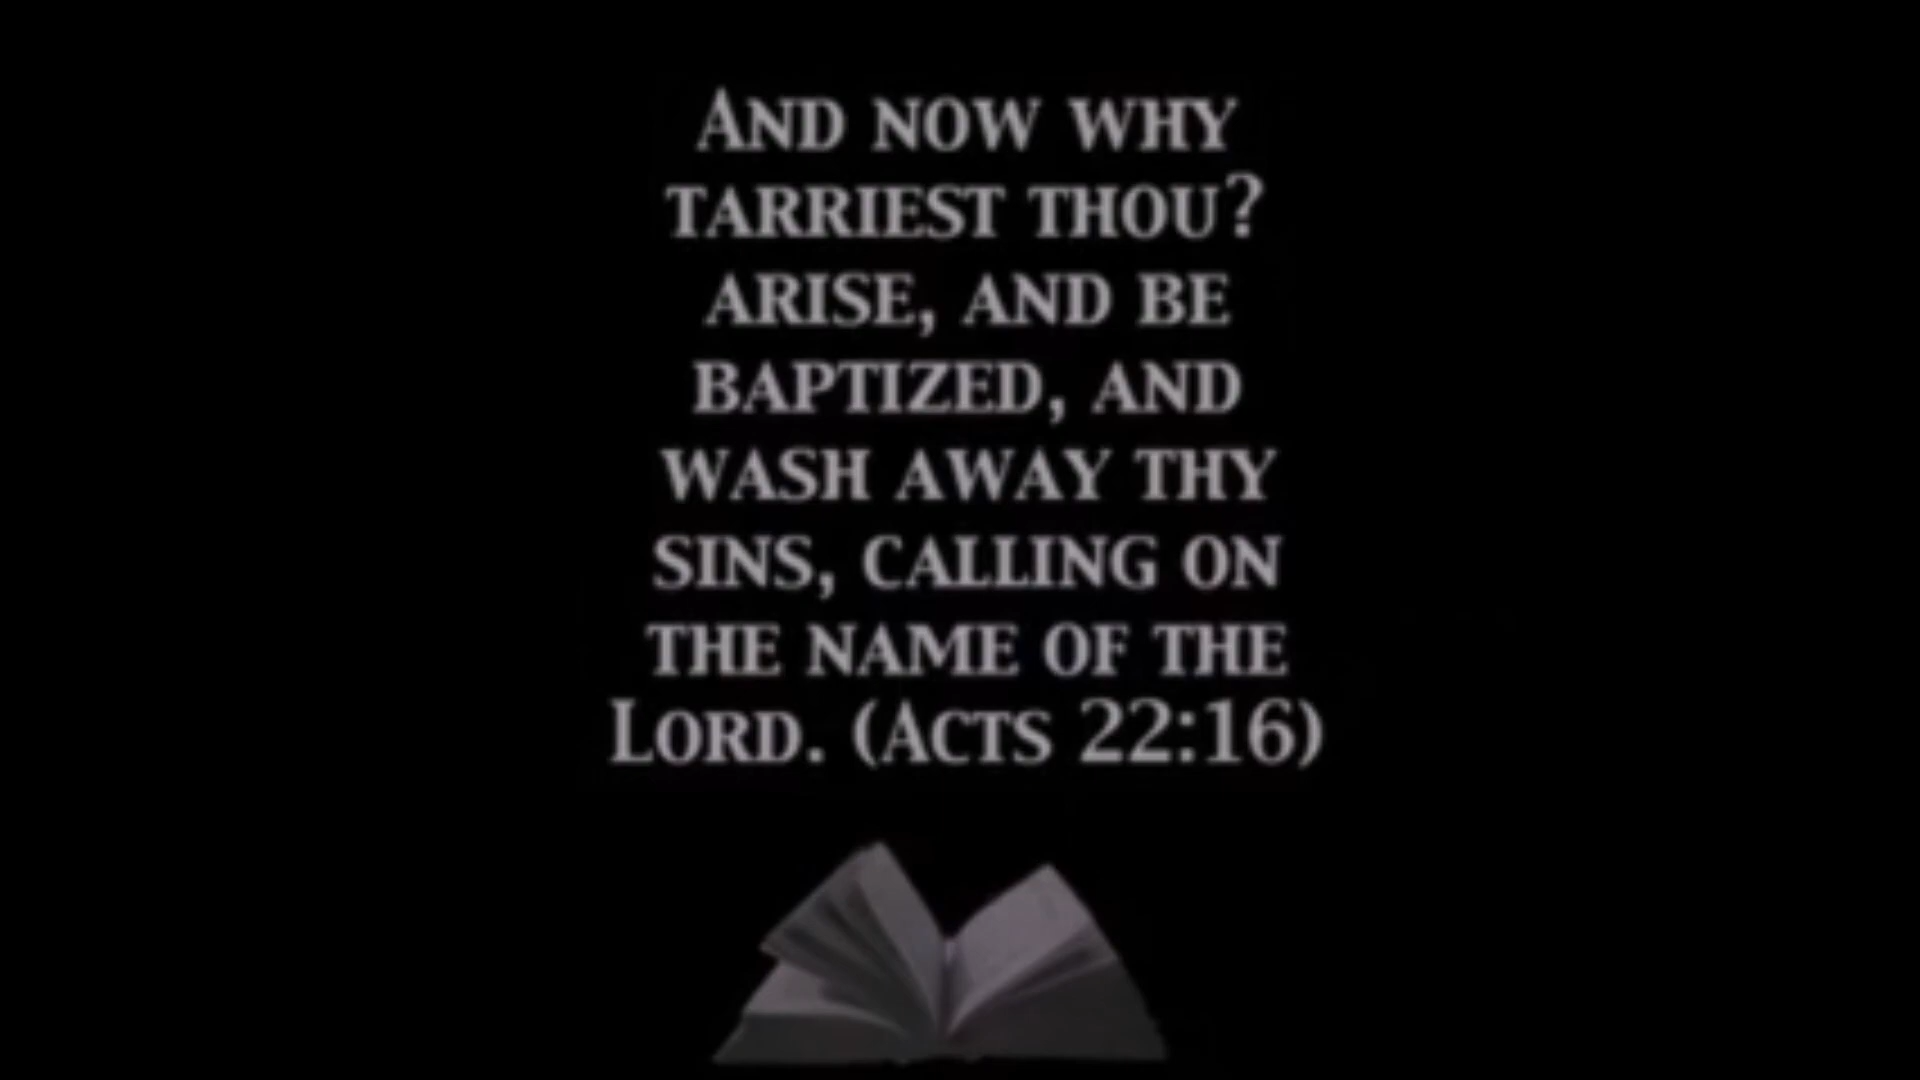 And now why
tarriest thou?
arise, and be
baptized, and
wash away thy
sins, calling on
the name of the
Lord. (Acts 22:16)